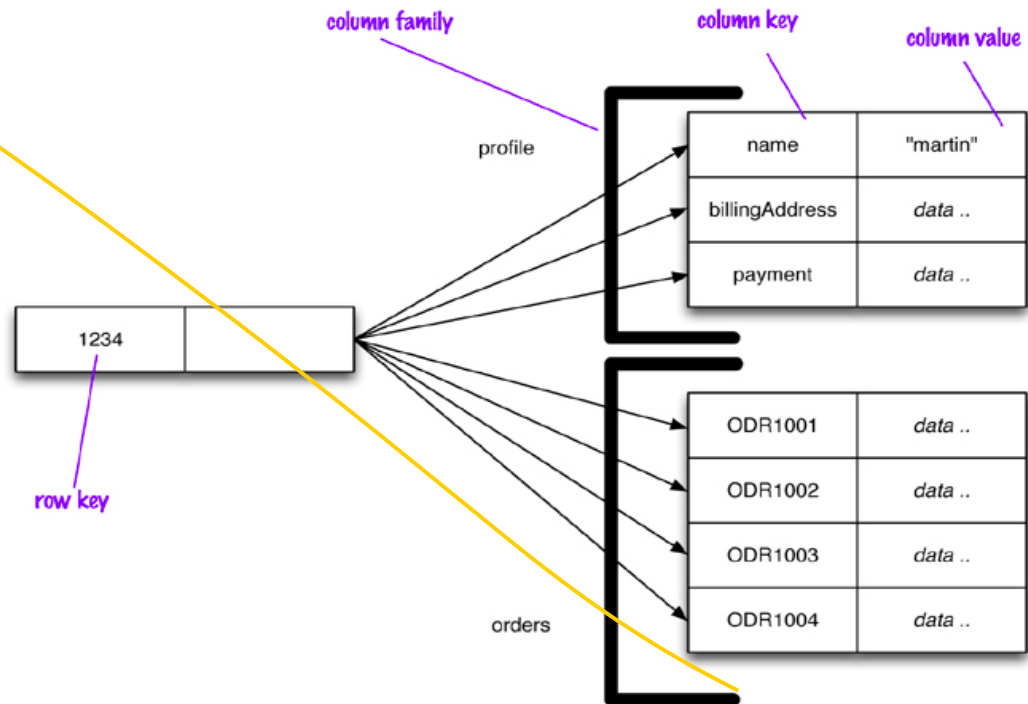 column family
column key
column value
profile
name
"martin"
billingAddress
data ..
payment
data ..
1234
row key
ODR1001
data ..
ODR1002
data ..
ODR1003
data ..
ODR1004
data ..
orders